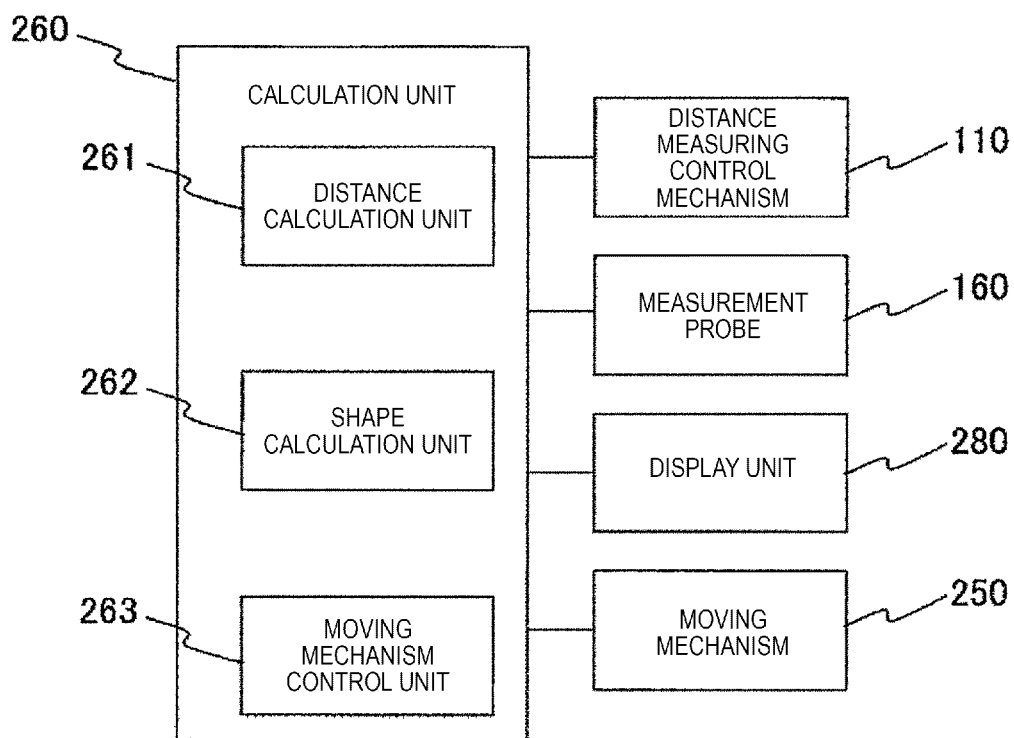 260
CALCULATION UNIT
261
DISTANCE
CALCULATION UNIT
262
SHAPE
CALCULATION UNIT
263
MOVING
MECHANISM
CONTROL UNIT
DISTANCE
MEASURING
CONTROL
MECHANISM
110
MEASUREMENT
PROBE
160
DISPLAY UNIT
280
MOVING
MECHANISM
250